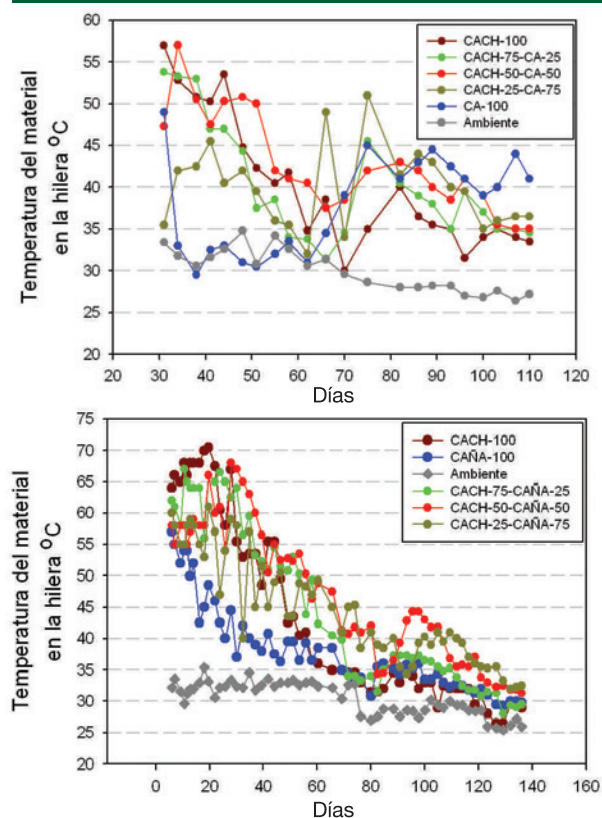 60
55
50
45
40
35
30
25
20
Temperatura del material
en la hilera ºC
CACH-100
CACH-75-CA-25
CACH-50-CA-50
CACH-25-CA-75
CA-100
Ambiente
20 30 40 50 60 70 80 90 100 110 120
Días
75
70
65
60
55
50
45
40
35
30
25
20
Temperatura del material
en la hilera ºC
CACH-100
CAÑA-100
Ambiente
CACH-75-CAÑA-25
CACH-50-CAÑA-50
CACH-25-CAÑA-75
0 20 40 60 80 100 120 140 160
Días